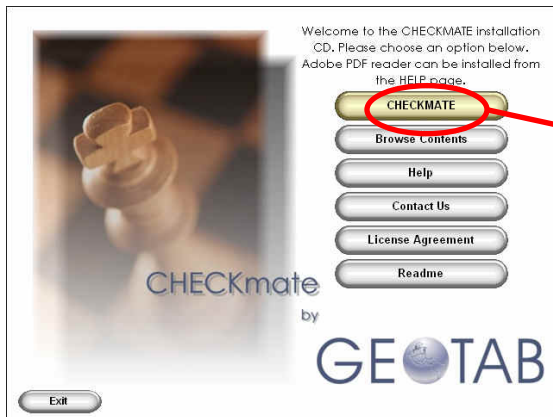 Welcome to the CHECKMATE installation
CD. Please choose an option below.
Adobe PDF reader can be installed from
the HELP page.
CHECKMATE
Browse Contents
Help
Contact Us
License Agreement
Readme
CHECKmate
by
GEOTAB
Exit